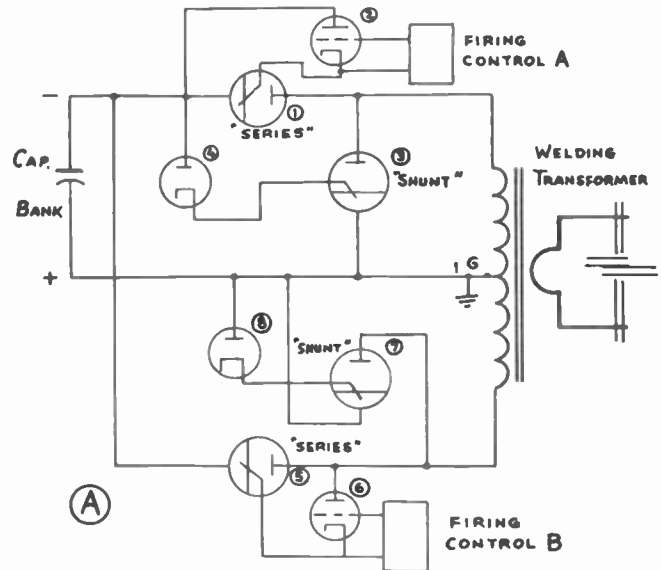 ②
FIRING
CONTROL A
−
①
"SERIES"
④
③
"SHUNT"
WELDING
TRANSFORMER
CAP.
BANK
+
1 G
⑧
"SHUNT"
⑦
"SERIES"
⑤
⑥
Ⓐ
FIRING
CONTROL B